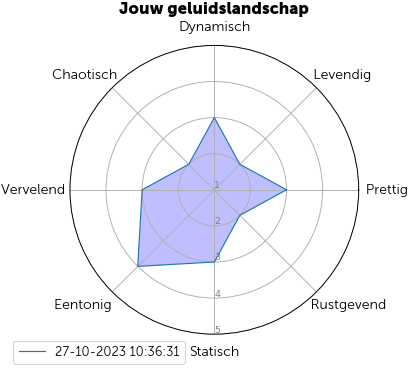 Jouw geluidslandschap
Dynamisch
Chaotisch
Levendig
Vervelend
1
Prettig
2
3
Eentonig
4
Rustgevend
5
27-10-2023 10:36:31
Statisch